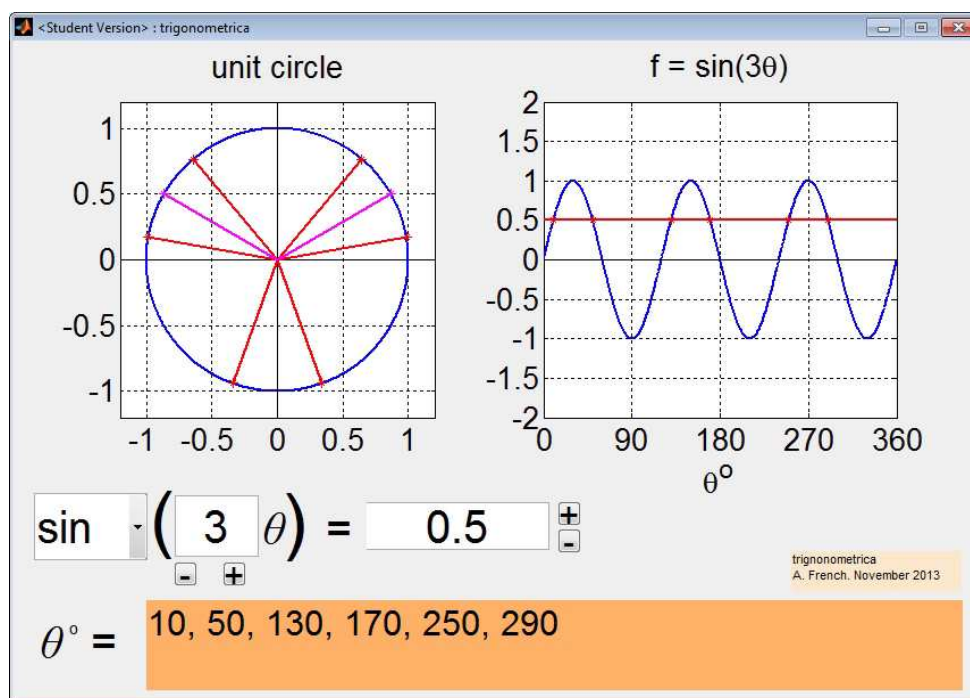 <Student Version> : trigonometrica
unit circle
1
0.5
0
-0.5
-1
-1 -0.5 0 0.5 1
f = sin(3θ)
2
1.5
1
0.5
0
-0.5
-1
-1.5
-2
0 90 180 270 360
θo
sin (3 θ) = 0.5 + -
- +
trignonometrica
A. French. November 2013
θ° = 10, 50, 130, 170, 250, 290